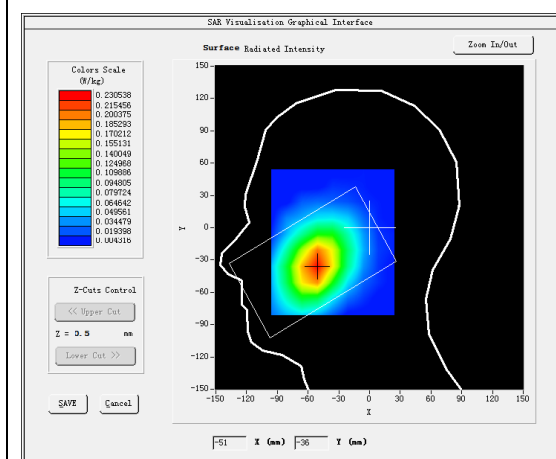 SAR Visualisation Graphical Interface
Surface Radiated Intensity
Zoom In/Out
Colors Scale
(W/kg)
0.230538
0.215456
0.200375
0.185293
0.170212
0.155131
0.140049
0.124968
0.109886
0.094805
0.079724
0.064642
0.049561
0.034479
0.019398
0.004316
150
120
90
60
30
0
-30
-60
-90
-120
-150
Y
-150 -120 -90 -60 -30 0 30 60 90 120 150
X
Z-Cuts Control
<< Upper Cut
Z = 3.5 mm
Lower Cut >>
SAVE Cancel
-51 X (mm) -36 Y (mm)